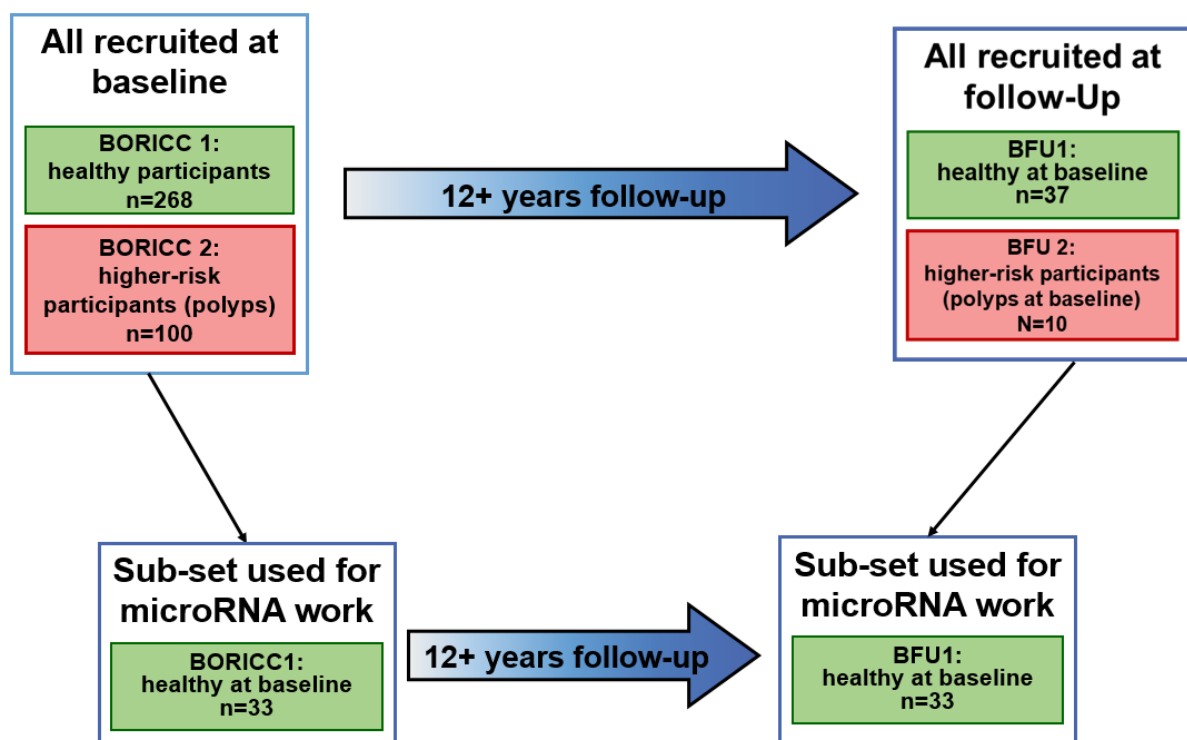 All recruited at
baseline
BORICC 1:
healthy participants
n=268
BORICC 2:
higher-risk
participants (polyps)
n=100
12+ years follow-up
All recruited at
follow-Up
BFU1:
healthy at baseline
n=37
BFU 2:
higher-risk participants
(polyps at baseline)
N=10
Sub-set used for
microRNA work
BORICC1:
healthy at baseline
n=33
12+ years follow-up
Sub-set used for
microRNA work
BFU1:
healthy at baseline
n=33